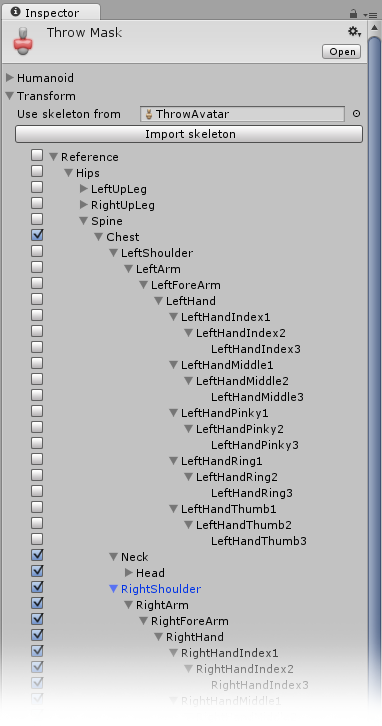 Inspector
Throw Mask
Open
Humanoid
Transform
Use skeleton from ThrowAvatar
Import skeleton
Reference
Hips
LeftUpLeg
RightUpLeg
Spine
Chest
LeftShoulder
LeftArm
LeftForeArm
LeftHand
LeftHandIndex1
LeftHandIndex2
LeftHandIndex3
LeftHandMiddle1
LeftHandMiddle2
LeftHandMiddle3
LeftHandPinky1
LeftHandPinky2
LeftHandPinky3
LeftHandRing1
LeftHandRing2
LeftHandRing3
LeftHandThumb1
LeftHandThumb2
LeftHandThumb3
Neck
Head
RightShoulder
RightArm
RightForeArm
RightHand
RightHandIndex1
RightHandIndex2
RightHandIndex3
RightHandMiddle1